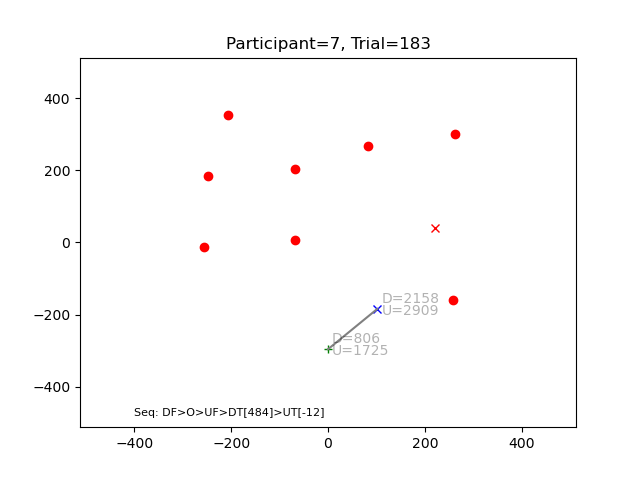 Participant=7, Trial=183
400
200
0
−200
−400
D=2158
U=2909
D=806
U=1725
Seq: DF>O>UF>DT[484]>UT[-12]
−400 −200 0 200 400